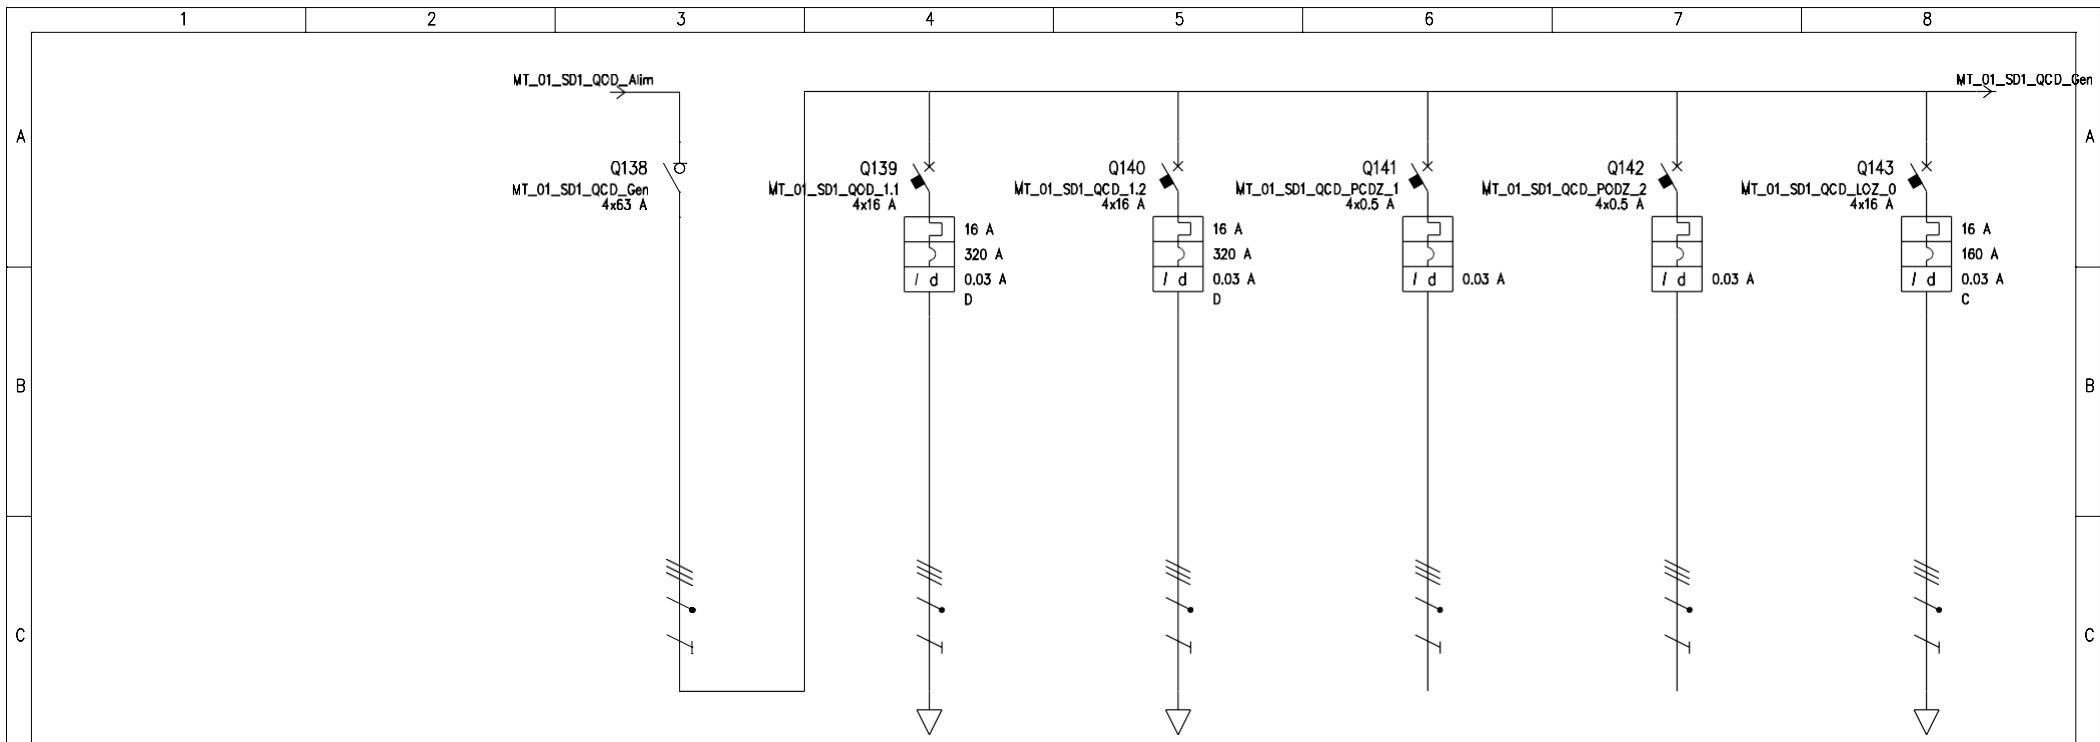 1 2 3 4 5 6 7 8
MT_01_SD1_QCD_Alim
MT_01_SD1_QCD_Gen
A A
Q138
MT_01_SD1_QCD_Gen
4x63 A
Q139
MT_01_SD1_QCD_1.1
4x16 A
16 A
320 A
I d 0.03 A
D
Q140
MT_01_SD1_QCD_1.2
4x16 A
16 A
320 A
I d 0.03 A
D
Q141
MT_01_SD1_QCD_PCDZ_1
4x0.5 A
I d 0.03 A
Q142
MT_01_SD1_QCD_PODZ_2
4x0.5 A
I d 0.03 A
Q143
MT_01_SD1_QCD_LOZ_0
4x16 A
16 A
160 A
I d 0.03 A
C
B B
C C